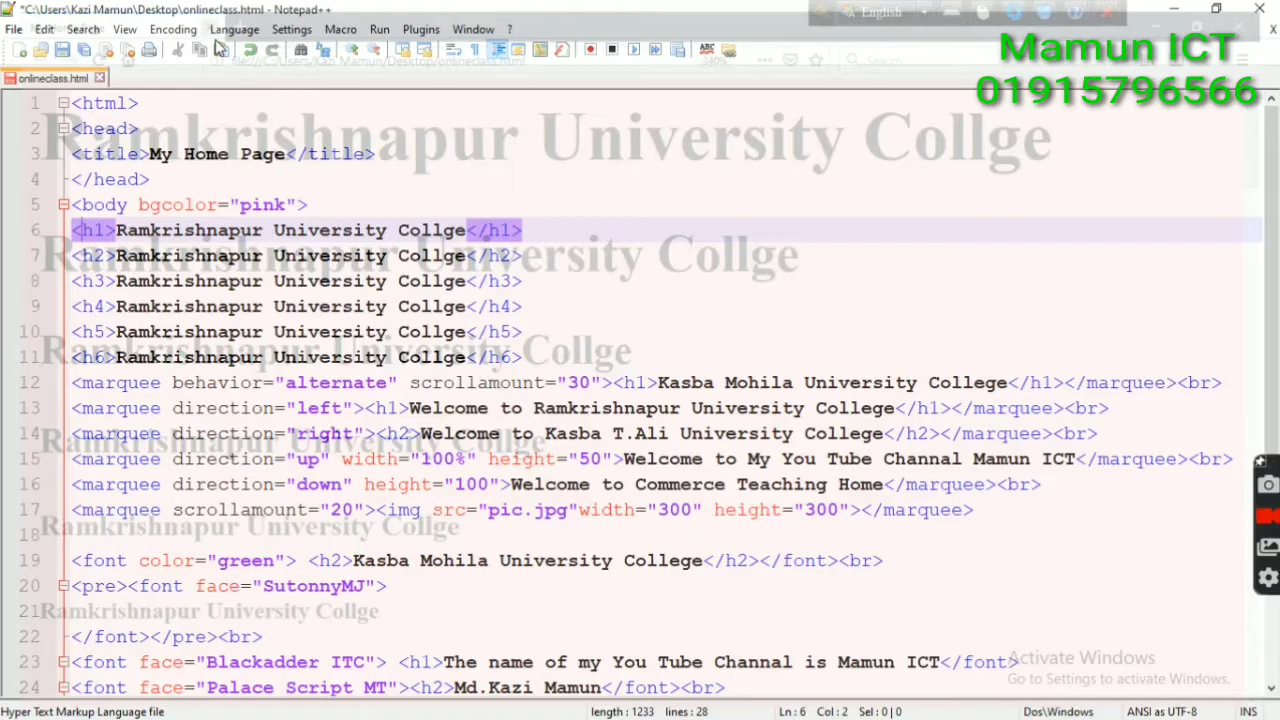 *C:\Users\Kazi Mamun\Desktop\onlineclass.html - Notepad++
English
File Edit Search View Encoding Language Settings Macro Run Plugins Window ?
Mamun ICT
01915796566
file:///C:/Users/Kazi Mamun/Desktop/onlineclass.html
240%
Search
onlineclass.html
1 <html>
2 <head>
3 <title>My Home Page</title>
4 </head>
5 <body bgcolor="pink">
6 <h1>Ramkrishnapur University Collge</h1>
7 <h2>Ramkrishnapur University Collge</h2>
8 <h3>Ramkrishnapur University Collge</h3>
9 <h4>Ramkrishnapur University Collge</h4>
10 <h5>Ramkrishnapur University Collge</h5>
11 <h6>Ramkrishnapur University Collge</h6>
12 <marquee behavior="alternate" scrollamount="30"><h1>Kasba Mohila University College</h1></marquee><br>
13 <marquee direction="left"><h1>Welcome to Ramkrishnapur University College</h1></marquee><br>
14 <marquee direction="right"><h2>Welcome to Kasba T.Ali University College</h2></marquee><br>
15 <marquee direction="up" width="100%" height="50">Welcome to My You Tube Channal Mamun ICT</marquee><br>
16 <marquee direction="down" height="100">Welcome to Commerce Teaching Home</marquee><br>
17 <marquee scrollamount="20"><img src="pic.jpg"width="300" height="300"></marquee>
18
19 <font color="green"> <h2>Kasba Mohila University College</h2></font><br>
20 <pre><font face="SutonnyMJ">
21
22 </font></pre><br>
23 <font face="Blackadder ITC"> <h1>The name of my You Tube Channal is Mamun ICT</font>
24 <font face="Palace Script MT"><h2>Md.Kazi Mamun</font><br>
Ramkrishnapur University Collge
Ramkrishnapur University Collge
Ramkrishnapur University Collge
Ramkrishnapur University Collge
Ramkrishnapur University Collge
Ramkrishnapur University Collge
Activate Windows
Go to Settings to activate Windows.
Hyper Text Markup Language file length : 1233 lines : 28 Ln : 6 Col : 2 Sel : 0 | 0 Dos\Windows ANSI as UTF-8 INS